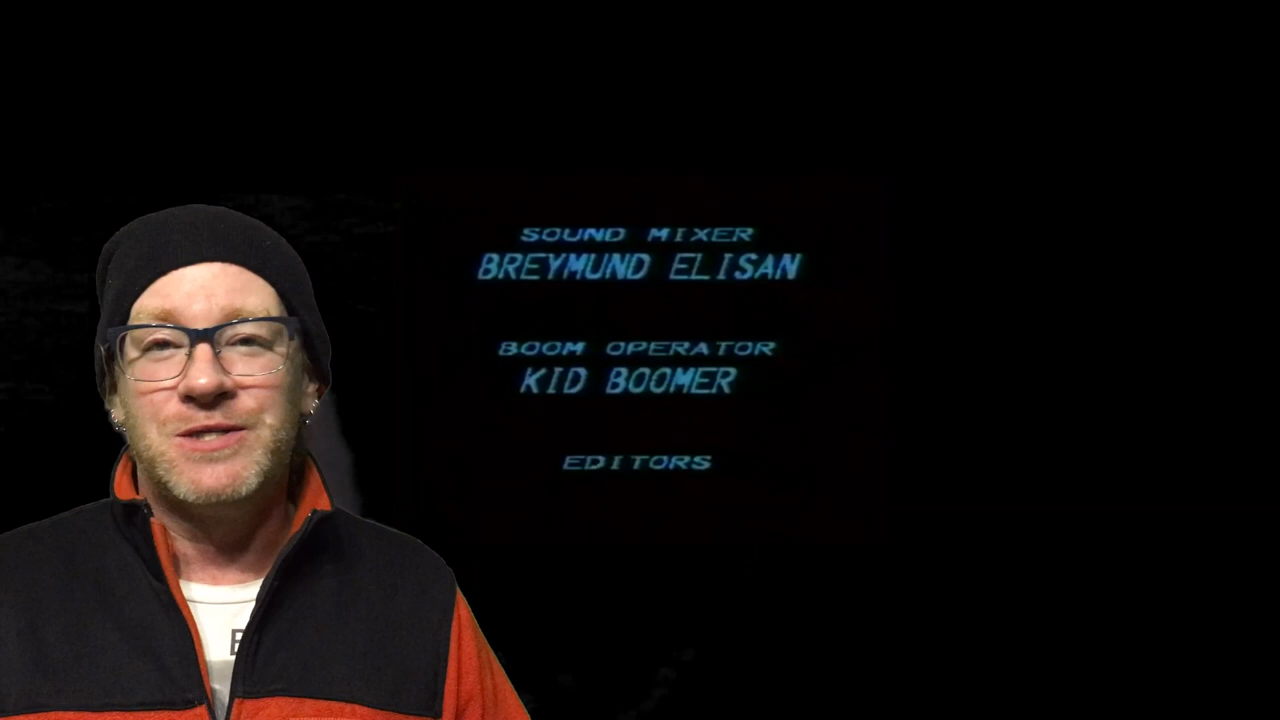 SOUND MIXER
BREYMUND ELISAN
BOOM OPERATOR
KID BOOMER
EDITORS